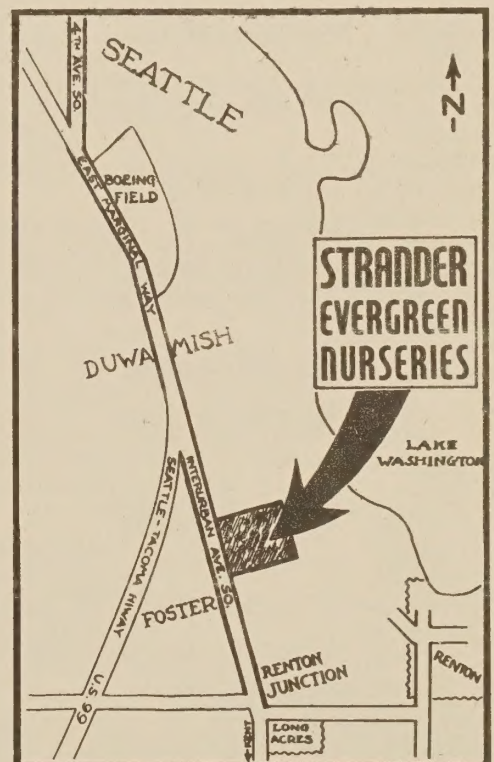 4TH AVE. SO.
SEATTLE
N
BOEING
FIELD
EAST MARGINAL WAY
STRANDER
EVERGREEN
NURSERIES
DUWAMISH
LAKE
WASHINGTON
INTERURBAN AVE. SO.
SEATTLE-TACOMA HIWAY
FOSTER
RENTON
JUNCTION
RENTON
U.S. 99
KENT
LONG
ACRES